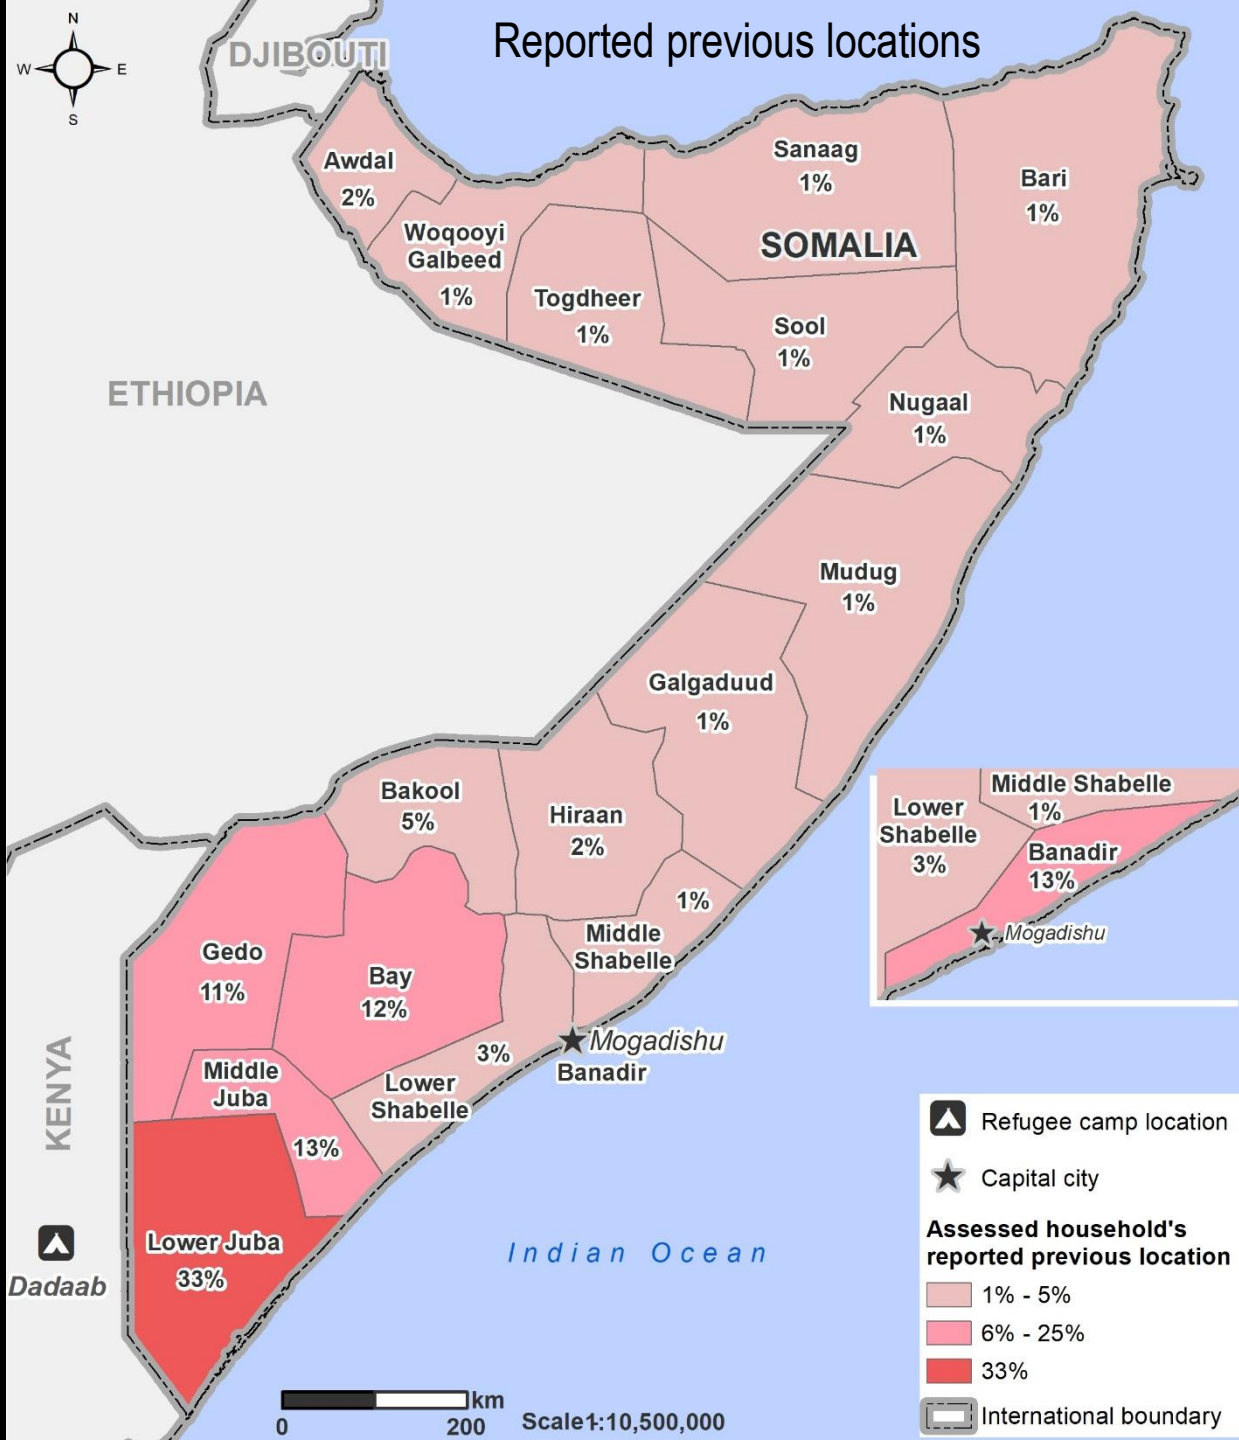 Reported previous locations
N
W
E
S
DJIBOUTI
Awdal
2%
Woqooyi
Galbeed
1%
Togdheer
1%
Sanaag
1%
Bari
1%
SOMALIA
Sool
1%
Nugaal
1%
ETHIOPIA
Mudug
1%
Galgaduud
1%
Bakool
5%
Hiraan
2%
1%
Middle
Shabelle
Gedo
11%
Bay
12%
3%
Lower
Shabelle
Mogadishu
Banadir
Middle
Juba
13%
KENYA
Lower Juba
33%
Dadaab
Indian Ocean
Middle Shabelle
1%
Lower
Shabelle
3%
Banadir
13%
Mogadishu
Refugee camp location
Capital city
Assessed household's
reported previous location
1% - 5%
6% - 25%
33%
International boundary
km
0 200
Scale1:10,500,000